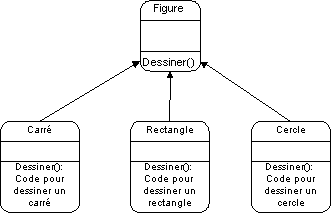 Figure
Dessiner()
Carré
Dessiner():
Code pour
dessiner un
carré
Rectangle
Dessiner():
Code pour
dessiner un
rectangle
Cercle
Dessiner():
Code pour
dessiner un
cercle